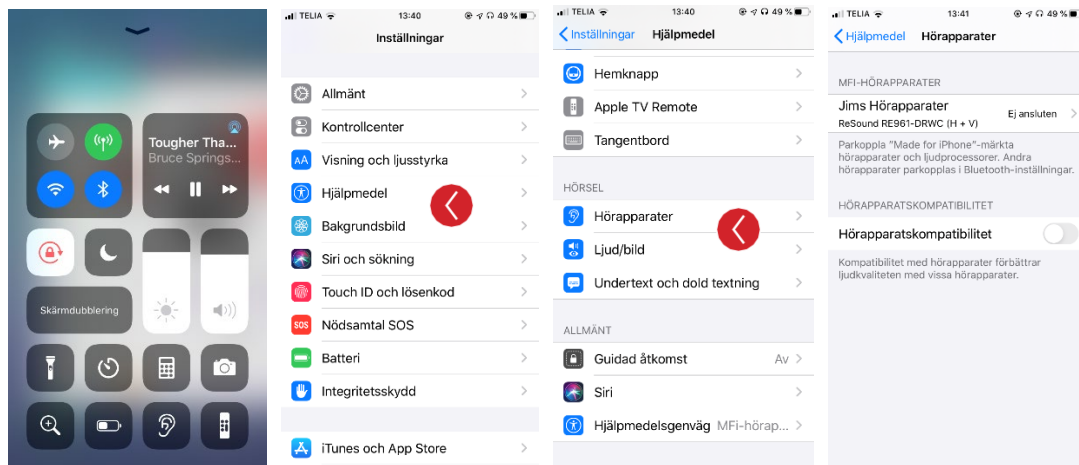 Tougher Tha...
Bruce Springs...
Skärmdubblering
TELIA 13:40 49 %
Inställningar
Allmänt
Kontrollcenter
AA Visning och ljusstyrka
Hjälpmedel
Bakgrundsbild
Siri och sökning
Touch ID och lösenkod
SOS Nödsamtal SOS
Batteri
Integritetsskydd
iTunes och App Store
TELIA 13:40 49 %
Inställningar Hjälpmedel
Hemknapp
Apple TV Remote
Tangentbord
HÖRSEL
Hörapparater
Ljud/bild
Undertext och dold textning
ALLMÄNT
Guidad åtkomst Av
Siri
Hjälpmedelsgenväg MFi-hörap...
TELIA 13:41 49 %
Hjälpmedel Hörapparater
MFI-HÖRAPPARATER
Jims Hörapparater Ej ansluten
ReSound RE961-DRWC (H + V)
Parkoppla "Made for iPhone"-märkta
hörapparater och ljudprocessorer. Andra
hörapparater parkopplas i Bluetooth-inställningar.
HÖRAPPARATSKOMPATIBILITET
Hörapparatskompatibilitet
Kompatibilitet med hörapparater förbättrar
ljudkvaliteten med vissa hörapparater.